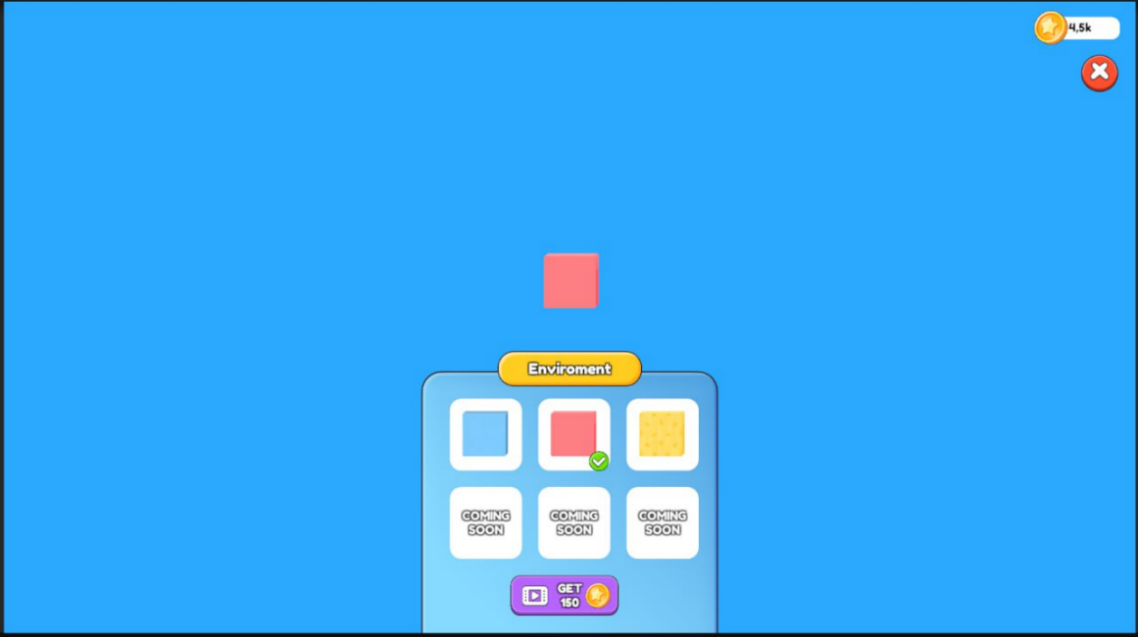 4,5k
Enviroment
COMING
SOON
COMING
SOON
COMING
SOON
GET
150